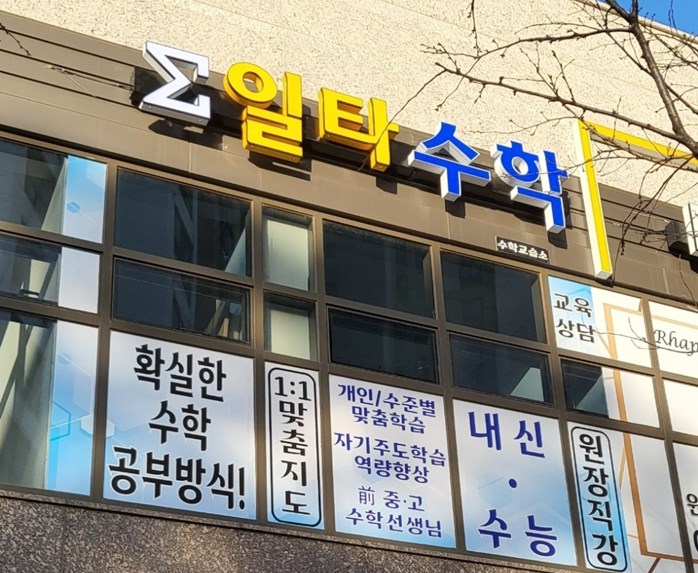 Σ일타수학
수학교습소
교육
상담
Rhap
확실한
수학
공부방식!
1:1
맞춤지도
개인/수준별
맞춤학습
자기주도학습
역량향상
前 중·고
수학선생님
내신
·
수능
원장직강
원